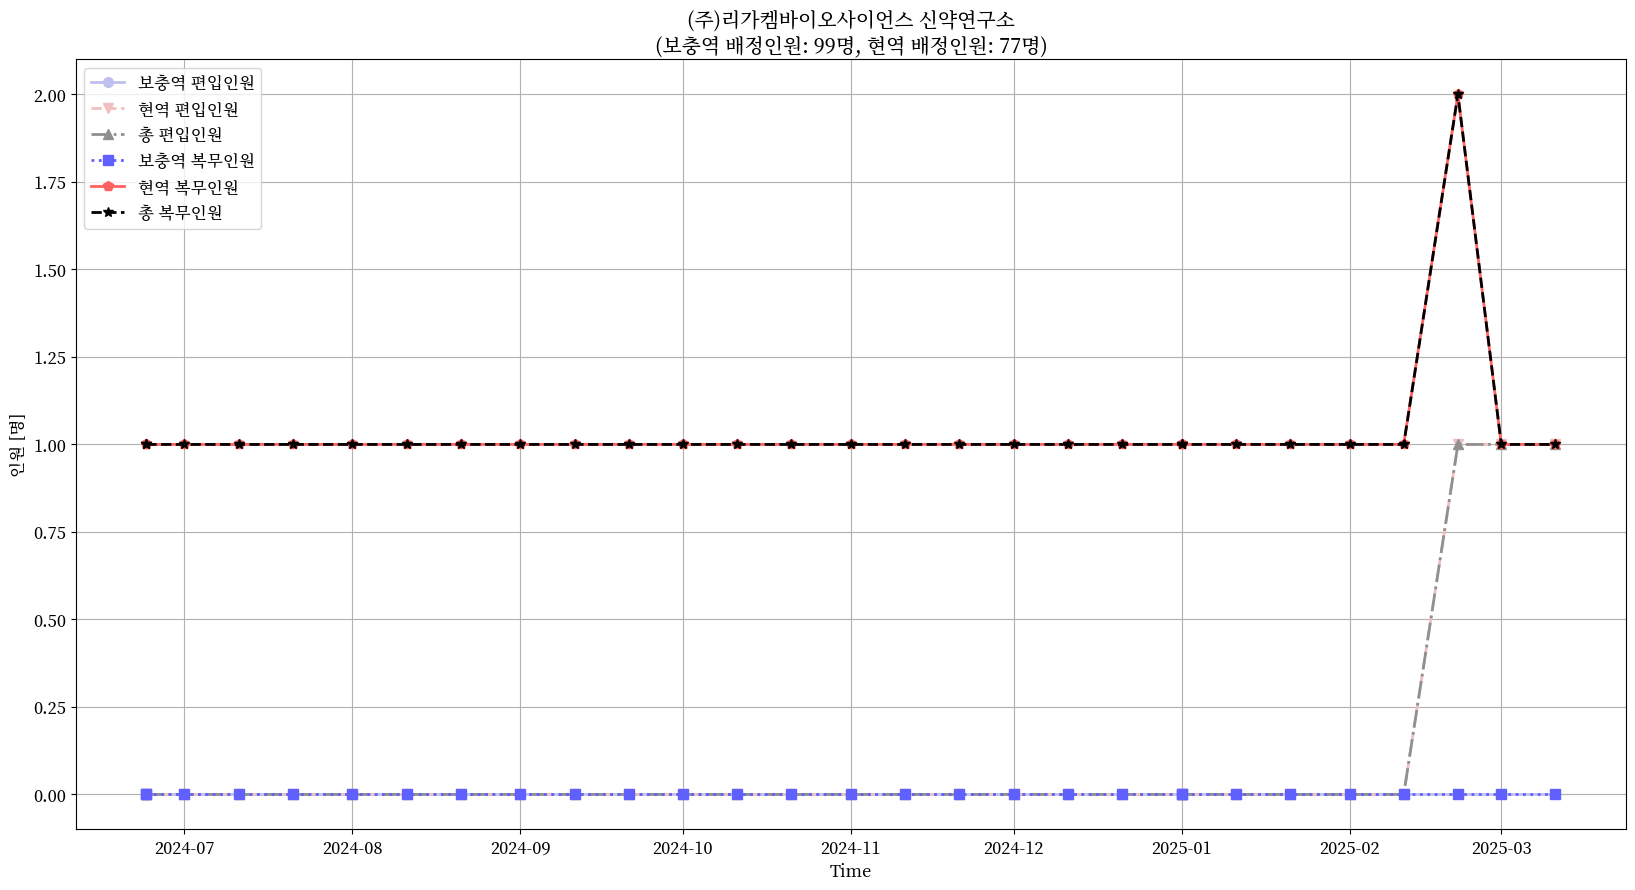 (주)리가켐바이오사이언스 신약연구소
(보충역 배정인원: 99명, 현역 배정인원: 77명)
보충역 편입인원
현역 편입인원
총 편입인원
보충역 복무인원
현역 복무인원
총 복무인원
2.00
1.75
1.50
1.25
1.00
0.75
0.50
0.25
0.00
인원 [명]
2024-07
2024-08
2024-09
2024-10
2024-11
2024-12
2025-01
2025-02
2025-03
Time